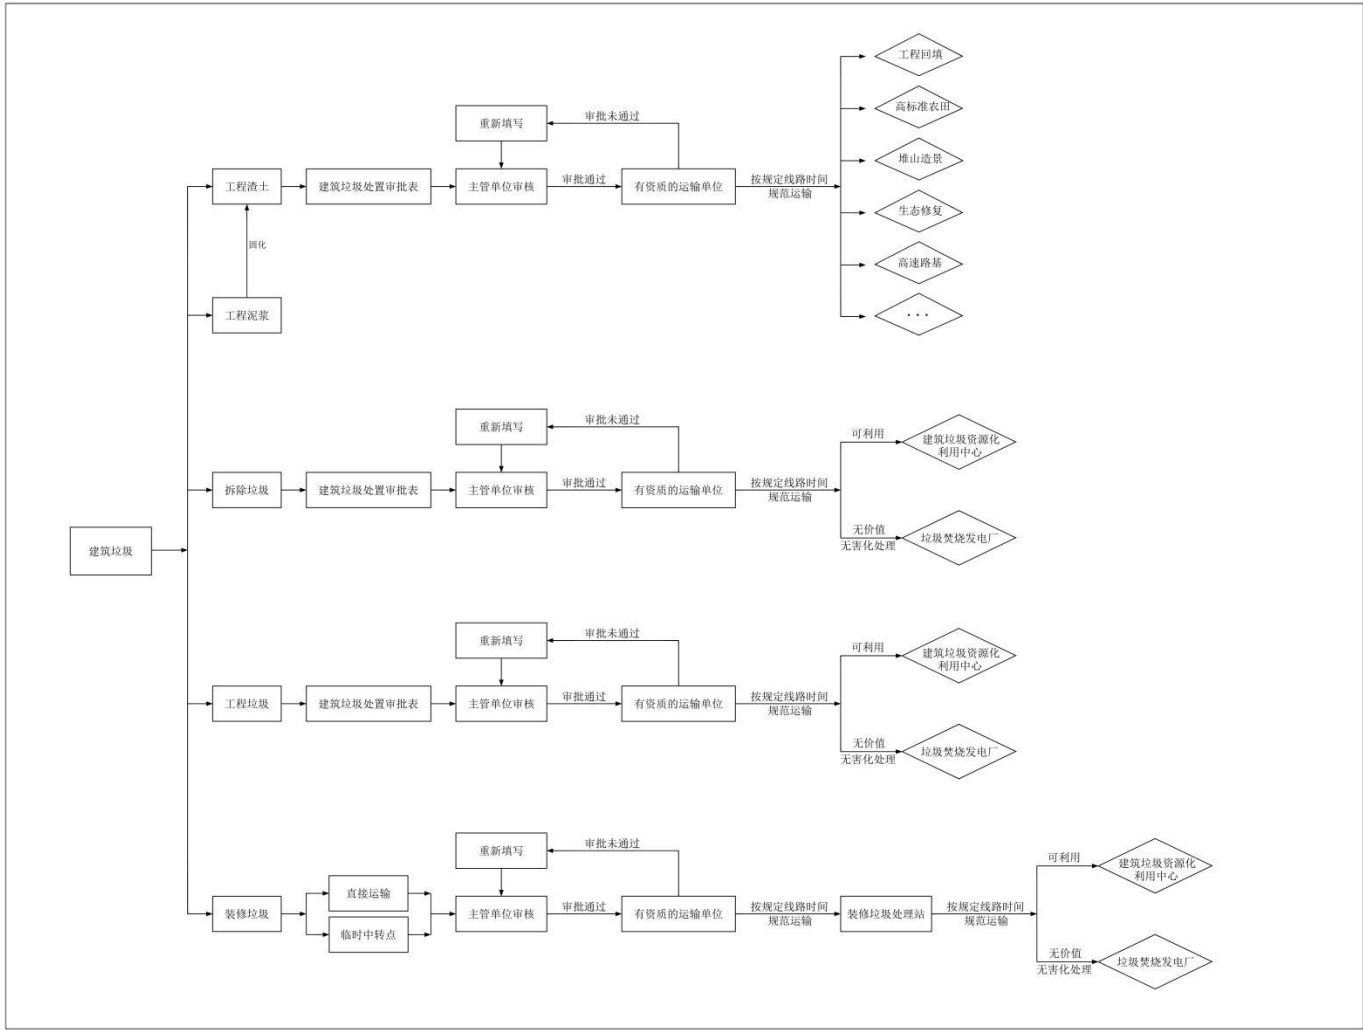 工程回填
高标准农田
重新填写
审批未通过
堆山造景
工程渣土
建筑垃圾处置审批表
主管单位审核
审批通过
有资质的运输单位
按规定线路时间
规范运输
生态修复
固化
高速路基
工程泥浆
···
重新填写
审批未通过
可利用
建筑垃圾资源化
利用中心
拆除垃圾
建筑垃圾处置审批表
主管单位审核
审批通过
有资质的运输单位
按规定线路时间
规范运输
无价值
无害化处理
垃圾焚烧发电厂
建筑垃圾
重新填写
审批未通过
可利用
建筑垃圾资源化
利用中心
工程垃圾
建筑垃圾处置审批表
主管单位审核
审批通过
有资质的运输单位
按规定线路时间
规范运输
无价值
无害化处理
垃圾焚烧发电厂
重新填写
审批未通过
可利用
建筑垃圾资源化
利用中心
直接运输
装修垃圾
临时中转点
主管单位审核
审批通过
有资质的运输单位
按规定线路时间
规范运输
装修垃圾处理站
按规定线路时间
规范运输
无价值
无害化处理
垃圾焚烧发电厂